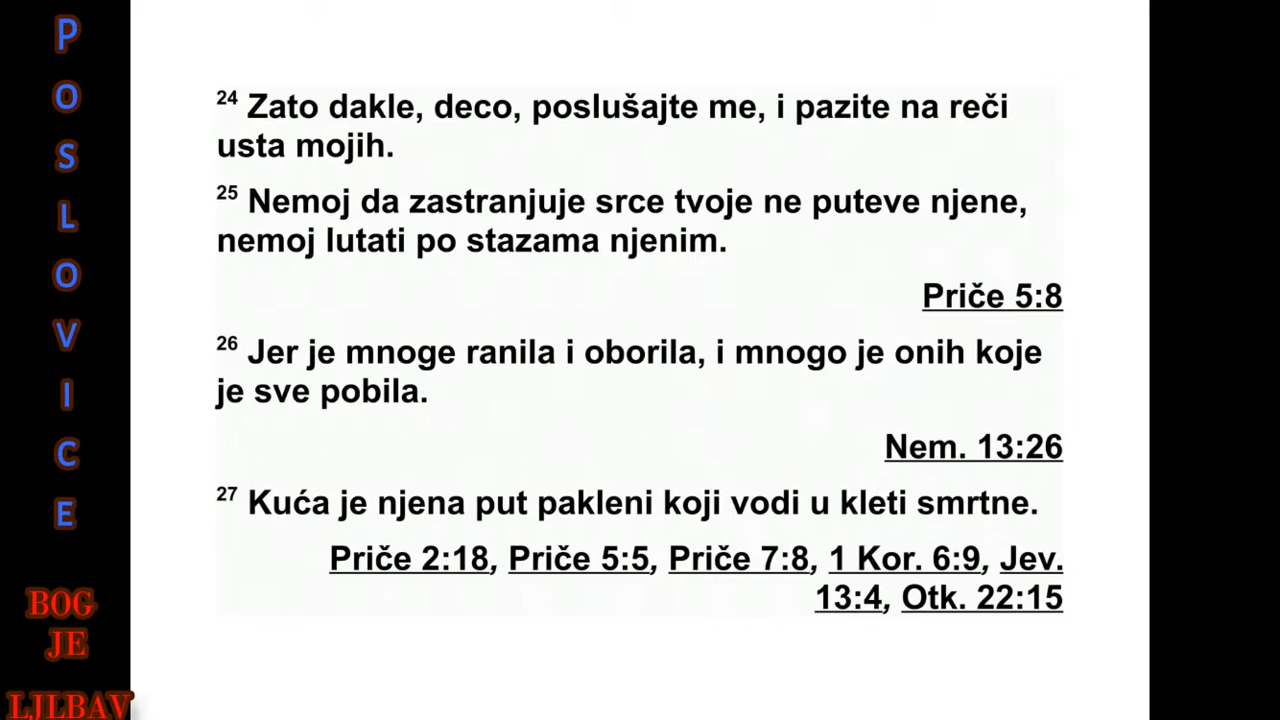 P
O
S
L
O
V
I
C
E
BOG
JE
LJLBAV
24 Zato dakle, deco, poslušajte me, i pazite na reči
usta mojih.
25 Nemoj da zastranjuje srce tvoje ne puteve njene,
nemoj lutati po stazama njenim.
Priče 5:8
26 Jer je mnoge ranila i oborila, i mnogo je onih koje
je sve pobila.
Nem. 13:26
27 Kuća je njena put pakleni koji vodi u kleti smrtne.
Priče 2:18, Priče 5:5, Priče 7:8, 1 Kor. 6:9, Jev.
13:4, Otk. 22:15